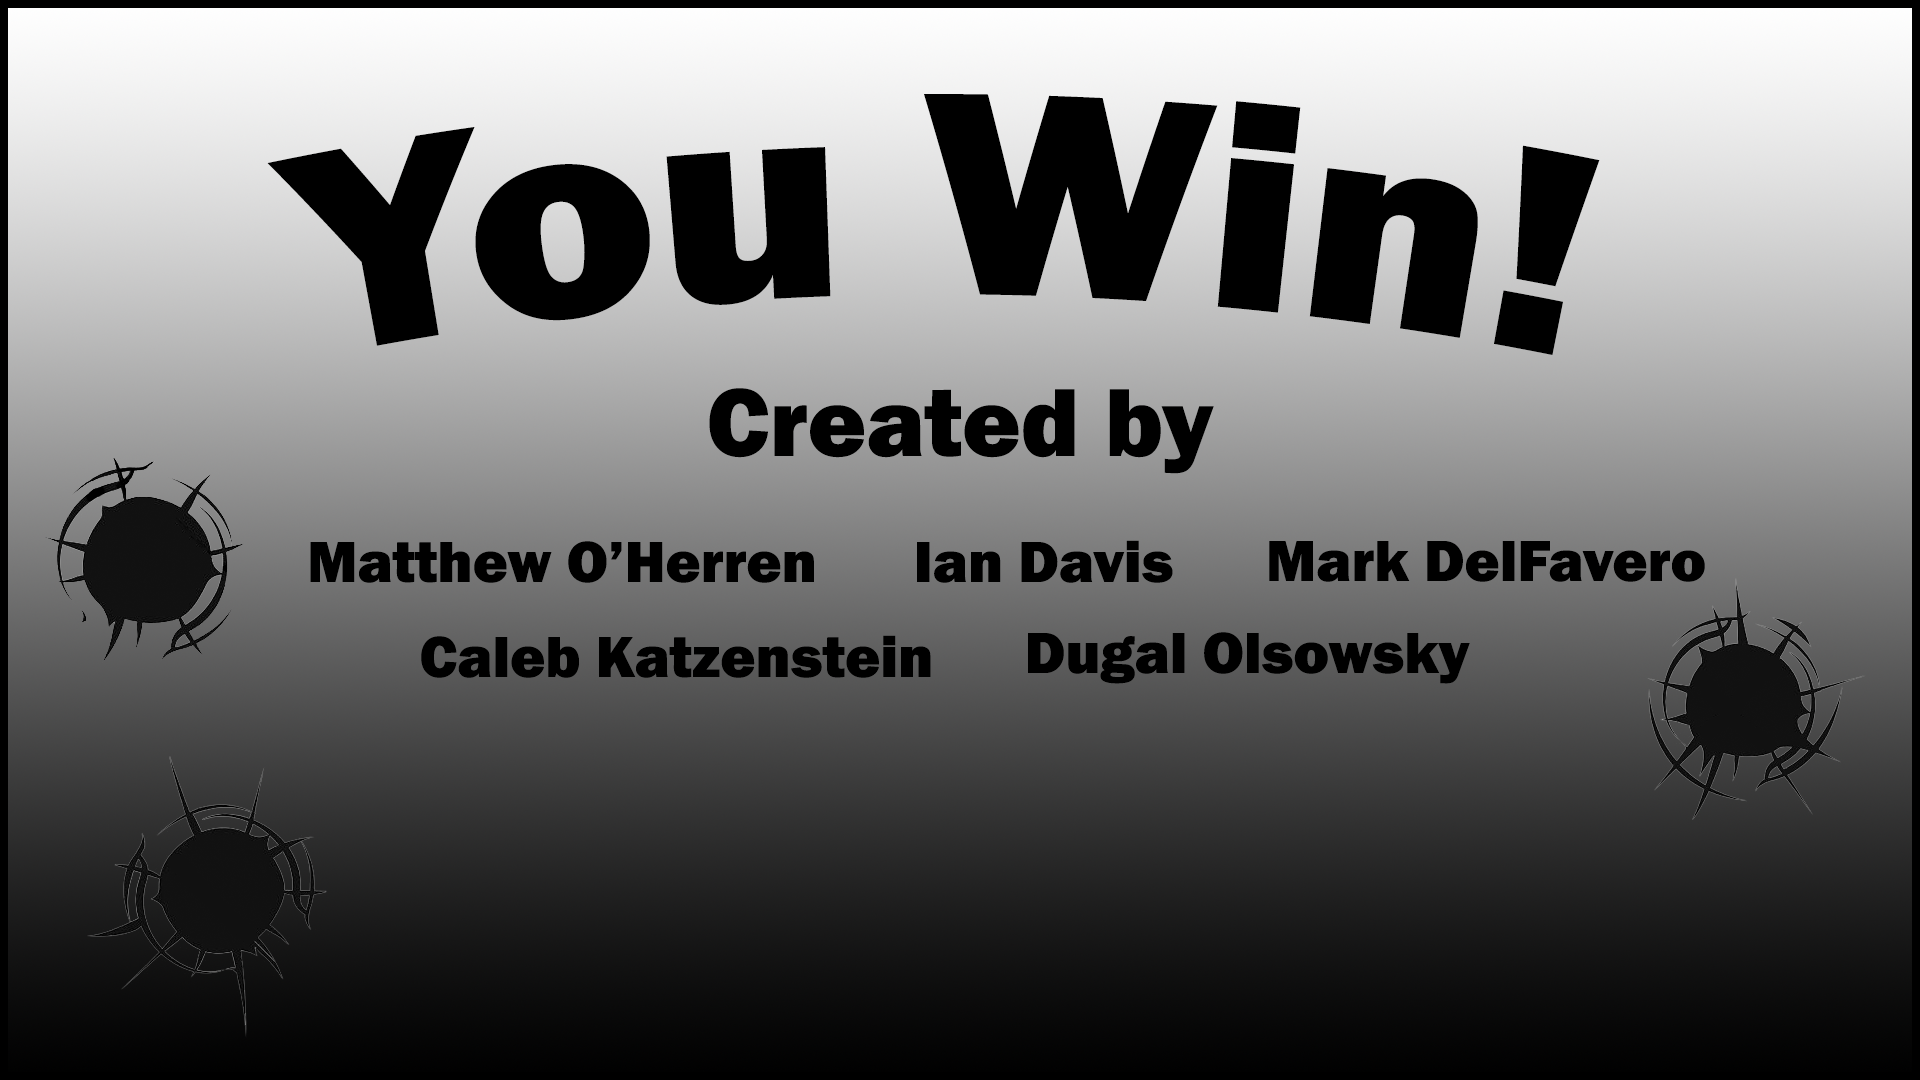 You Win!
Created by
Matthew O’Herren Ian Davis Mark DelFavero
Caleb Katzenstein Dugal Olsowsky